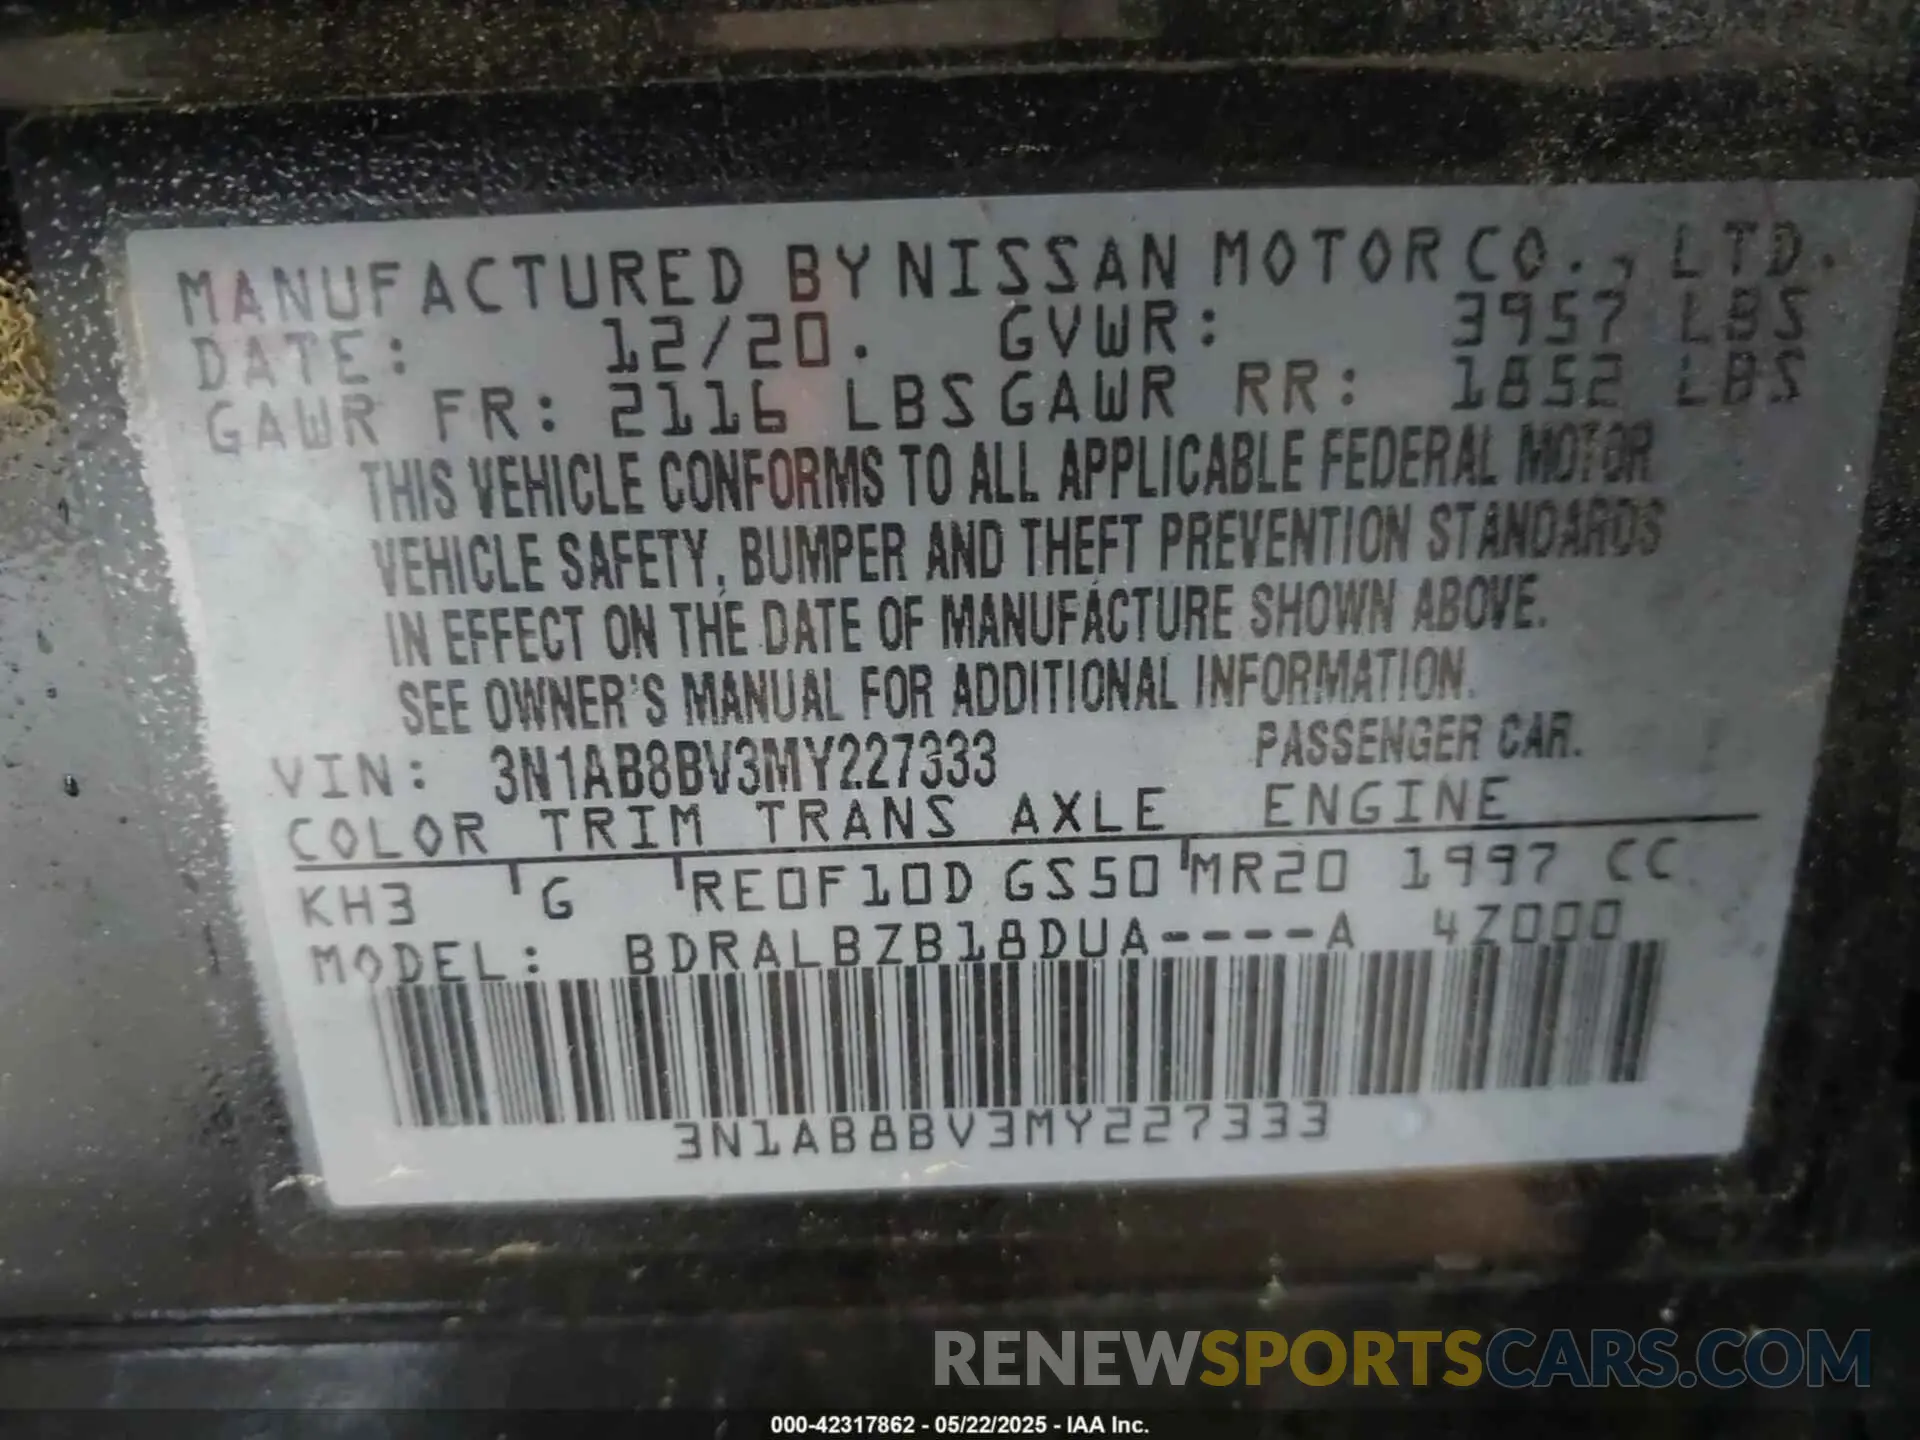 MANUFACTURED BY NISSAN MOTOR CO., LTD.
DATE: 12/20. GVWR: 3957 LBS
GAWR FR: 2116 LBS GAWR RR: 1852 LBS
THIS VEHICLE CONFORMS TO ALL APPLICABLE FEDERAL MOTOR
VEHICLE SAFETY, BUMPER AND THEFT PREVENTION STANDARDS
IN EFFECT ON THE DATE OF MANUFACTURE SHOWN ABOVE.
SEE OWNER'S MANUAL FOR ADDITIONAL INFORMATION.
VIN: 3N1AB8BV3MY227333 PASSENGER CAR.
COLOR TRIM TRANS AXLE ENGINE
KH3 G RE0F10D GS50 MR20 1997 CC
MODEL: BDRALBZB18DUA----A 4Z000
3N1AB8BV3MY227333
RENEWSPORTSCARS.COM
000-42317862 - 05/22/2025 - IAA Inc.